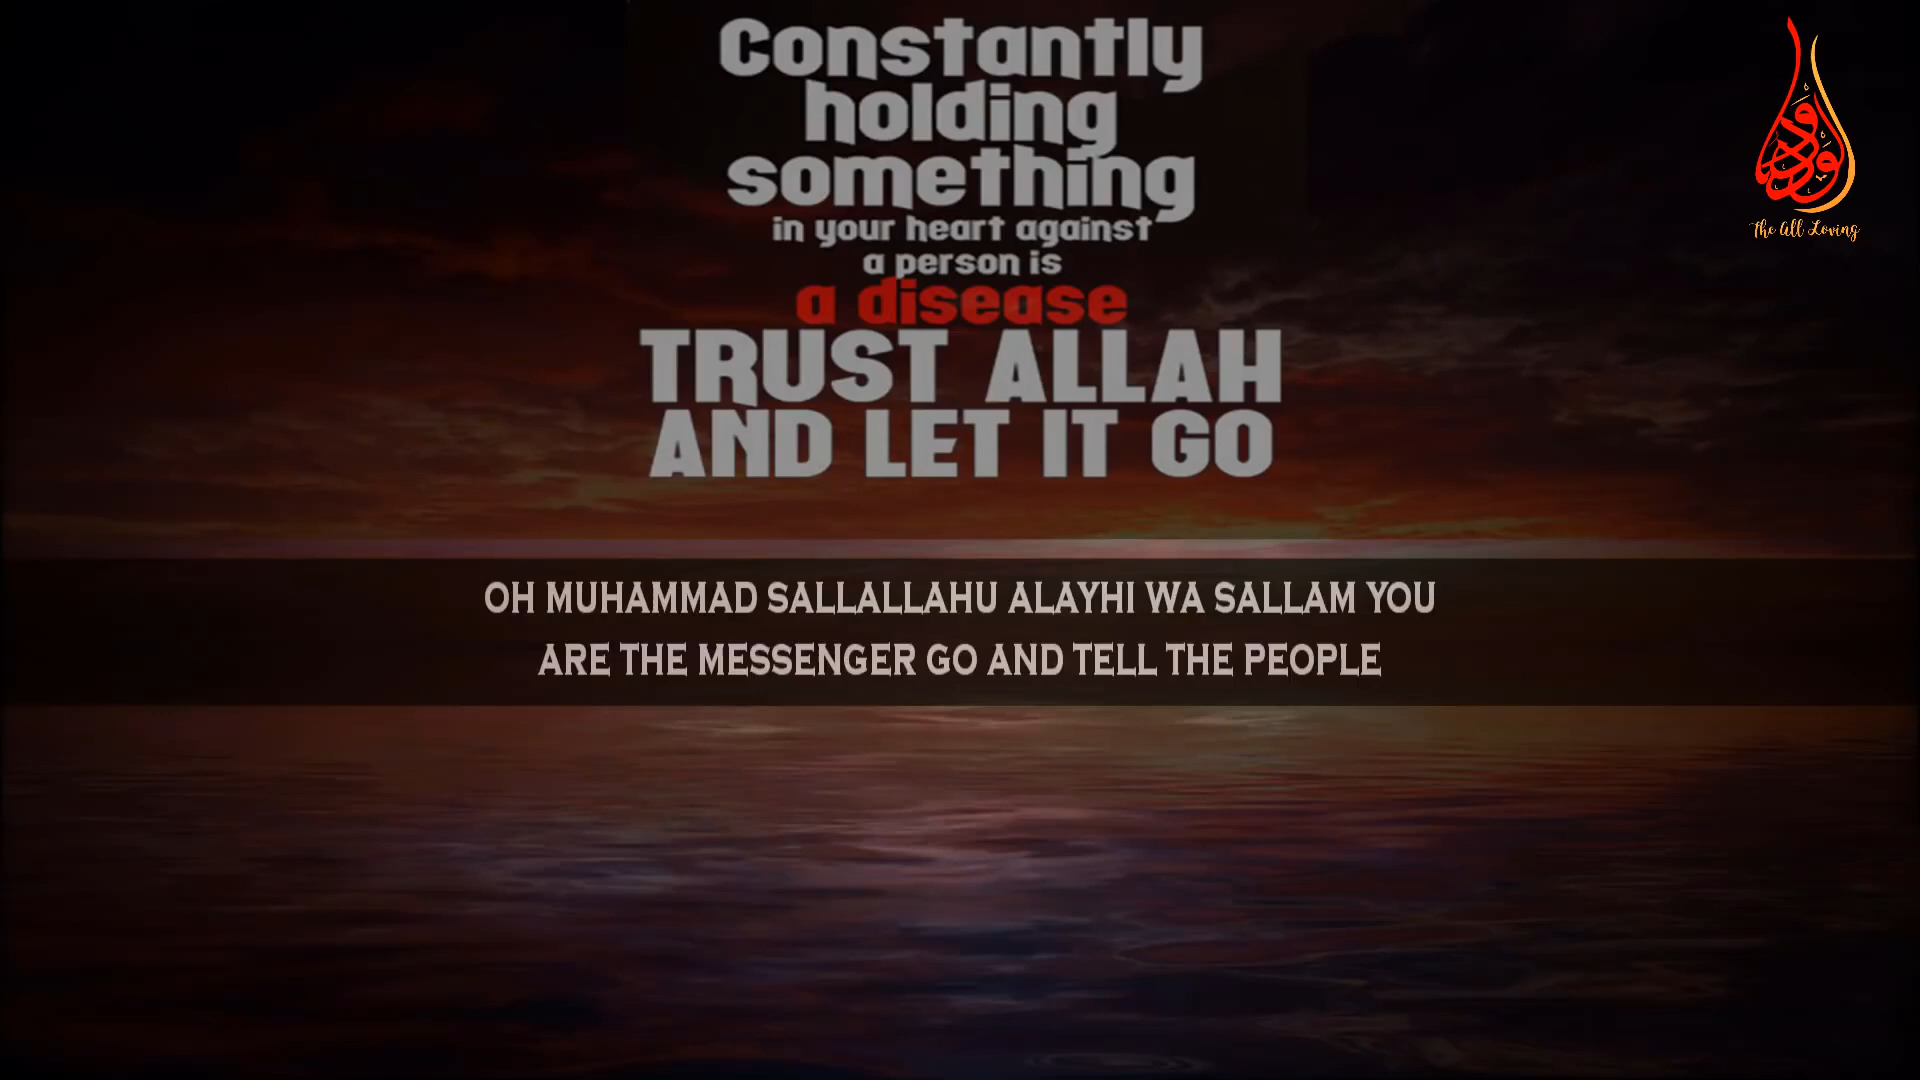 Constantly
holding
something
in your heart against
a person is
a disease
TRUST ALLAH
AND LET IT GO
The All Loving
OH MUHAMMAD SALLALLAHU ALAYHI WA SALLAM YOU
ARE THE MESSENGER GO AND TELL THE PEOPLE